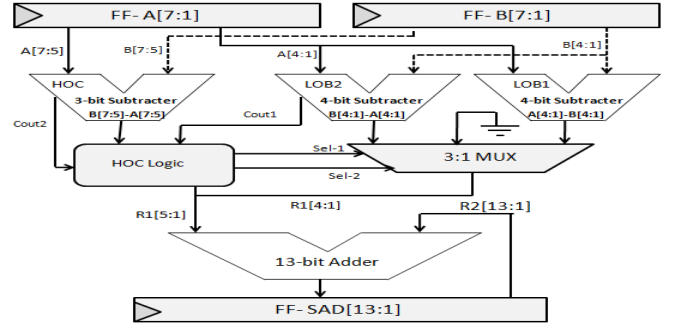 FF- A[7:1]
FF- B[7:1]
A[7:5]
B[7:5]
A[4:1]
B[4:1]
HOC
3-bit Subtracter
B[7:5]-A[7:5]
LOB2
4-bit Subtracter
B[4:1]-A[4:1]
LOB1
4-bit Subtracter
A[4:1]-B[4:1]
Cout2
Cout1
HOC Logic
Sel-1
Sel-2
3:1 MUX
R1[5:1]
R1[4:1]
R2[13:1]
13-bit Adder
FF- SAD[13:1]